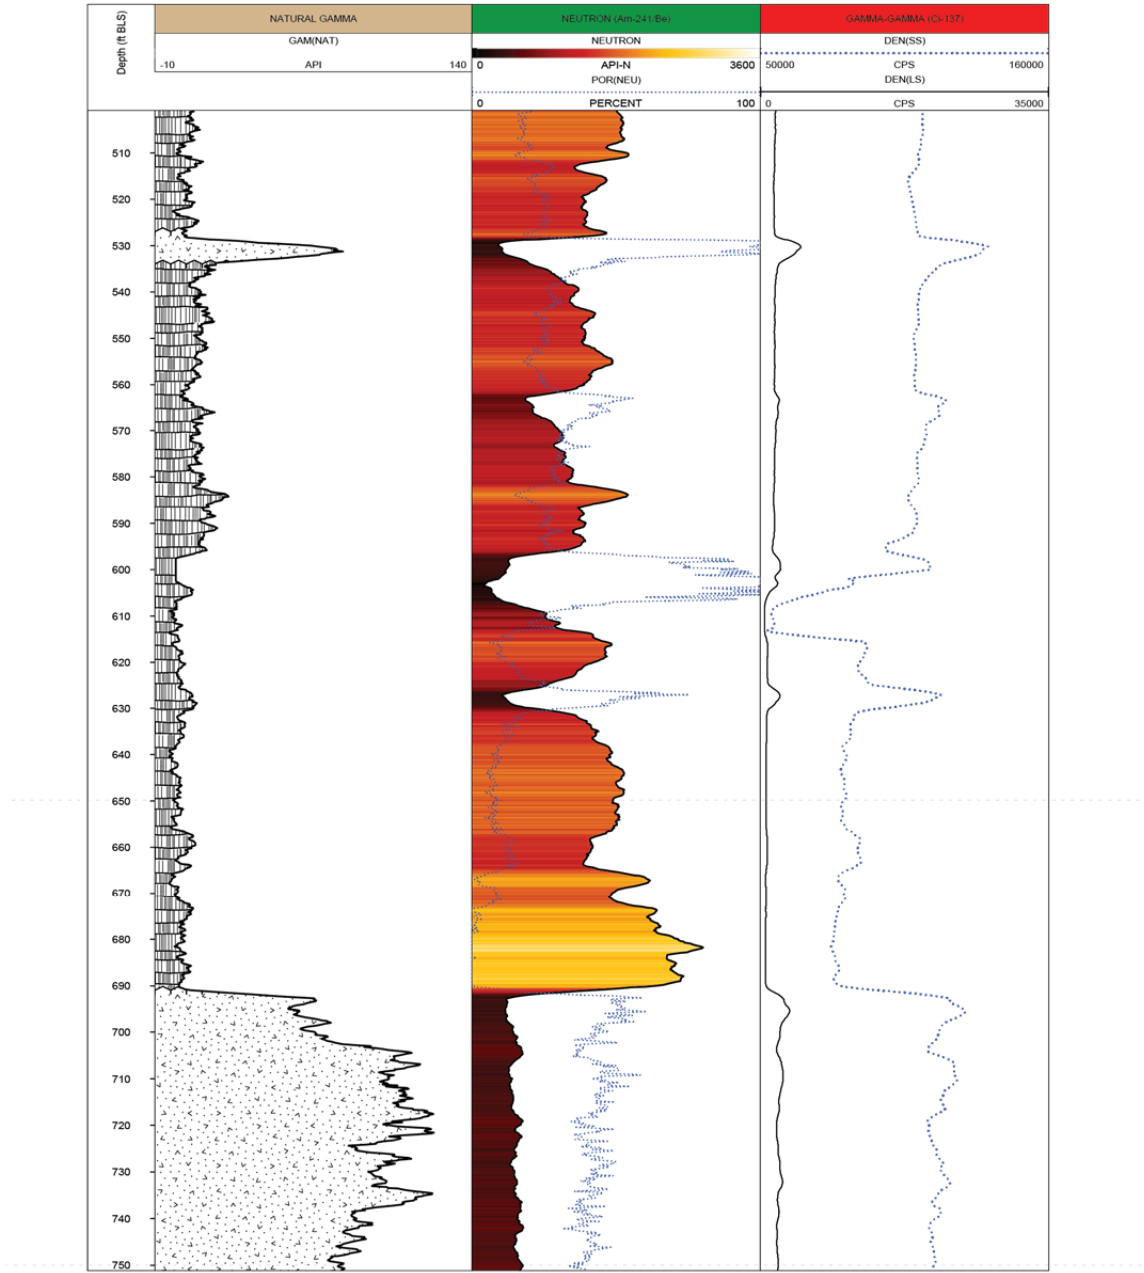 NATURAL GAMMA
NEUTRON (Am-241/Be)
GAMMA-GAMMA (Ci-137)
Depth (ft BLS)
GAM(NAT)
-10 API 140
NEUTRON
0 API-N 3600
POR(NEU)
0 PERCENT 100
DEN(SS)
50000 CPS 160000
DEN(LS)
0 CPS 35000
510
520
530
540
550
560
570
580
590
600
610
620
630
640
650
660
670
680
690
700
710
720
730
740
750